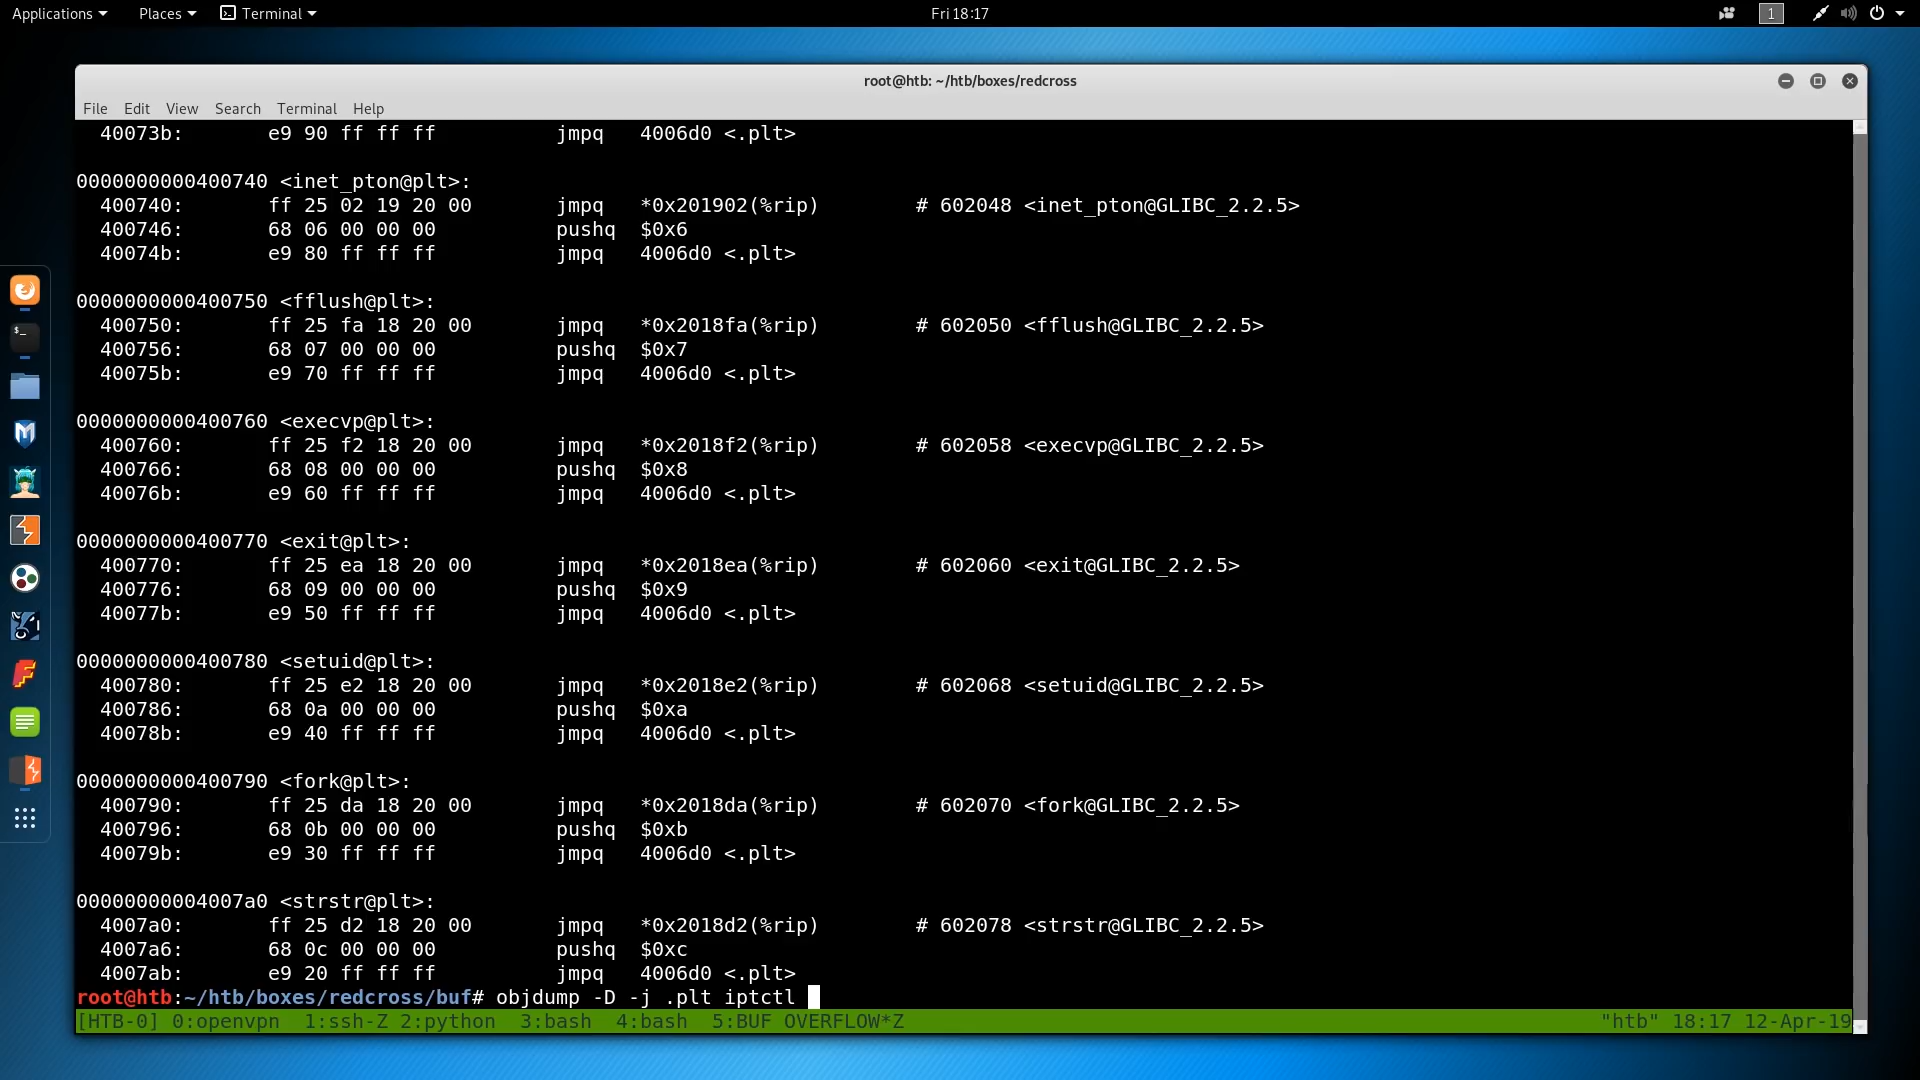 Applications Places Terminal Fri 18:17 1
root@htb: ~/htb/boxes/redcross
File Edit View Search Terminal Help
40073b: e9 90 ff ff ff jmpq 4006d0 <.plt>
0000000000400740 <inet_pton@plt>:
400740: ff 25 02 19 20 00 jmpq *0x201902(%rip) # 602048 <inet_pton@GLIBC_2.2.5>
400746: 68 06 00 00 00 pushq $0x6
40074b: e9 80 ff ff ff jmpq 4006d0 <.plt>
0000000000400750 <fflush@plt>:
400750: ff 25 fa 18 20 00 jmpq *0x2018fa(%rip) # 602050 <fflush@GLIBC_2.2.5>
400756: 68 07 00 00 00 pushq $0x7
40075b: e9 70 ff ff ff jmpq 4006d0 <.plt>
0000000000400760 <execvp@plt>:
400760: ff 25 f2 18 20 00 jmpq *0x2018f2(%rip) # 602058 <execvp@GLIBC_2.2.5>
400766: 68 08 00 00 00 pushq $0x8
40076b: e9 60 ff ff ff jmpq 4006d0 <.plt>
0000000000400770 <exit@plt>:
400770: ff 25 ea 18 20 00 jmpq *0x2018ea(%rip) # 602060 <exit@GLIBC_2.2.5>
400776: 68 09 00 00 00 pushq $0x9
40077b: e9 50 ff ff ff jmpq 4006d0 <.plt>
0000000000400780 <setuid@plt>:
400780: ff 25 e2 18 20 00 jmpq *0x2018e2(%rip) # 602068 <setuid@GLIBC_2.2.5>
400786: 68 0a 00 00 00 pushq $0xa
40078b: e9 40 ff ff ff jmpq 4006d0 <.plt>
0000000000400790 <fork@plt>:
400790: ff 25 da 18 20 00 jmpq *0x2018da(%rip) # 602070 <fork@GLIBC_2.2.5>
400796: 68 0b 00 00 00 pushq $0xb
40079b: e9 30 ff ff ff jmpq 4006d0 <.plt>
00000000004007a0 <strstr@plt>:
4007a0: ff 25 d2 18 20 00 jmpq *0x2018d2(%rip) # 602078 <strstr@GLIBC_2.2.5>
4007a6: 68 0c 00 00 00 pushq $0xc
4007ab: e9 20 ff ff ff jmpq 4006d0 <.plt>
root@htb:~/htb/boxes/redcross/buf# objdump -D -j .plt iptctl
[HTB-0] 0:openvpn 1:ssh-Z 2:python 3:bash 4:bash 5:BUF OVERFLOW*Z "htb" 18:17 12-Apr-19